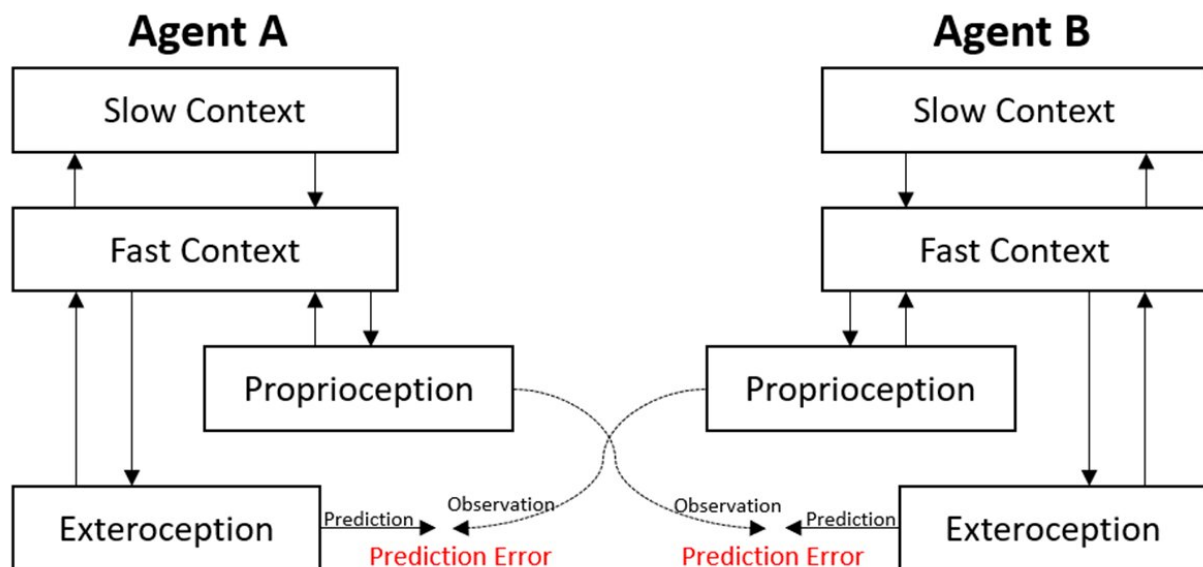 Agent A
Agent B
Slow Context
Slow Context
Fast Context
Fast Context
Proprioception
Proprioception
Exteroception
Prediction
Observation
Prediction Error
Observation
Prediction
Prediction Error
Exteroception